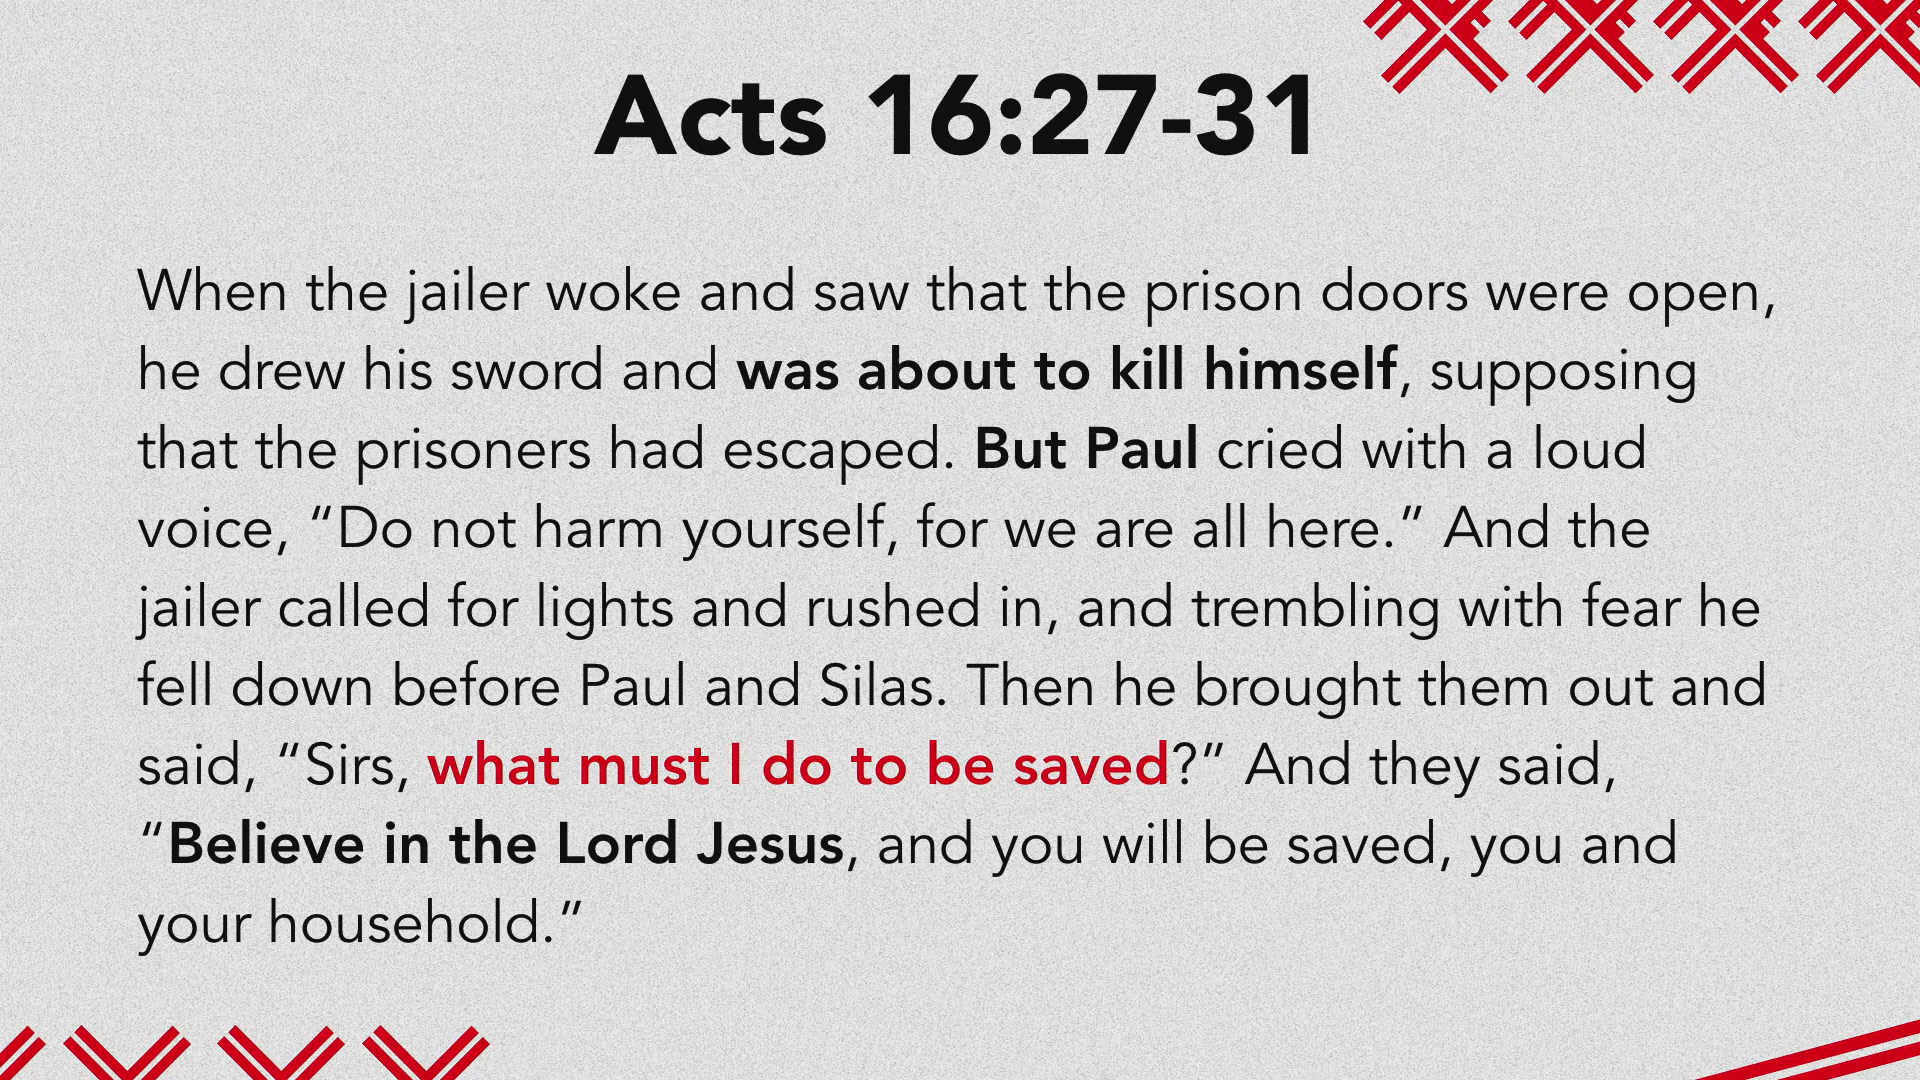 Acts 16:27-31
When the jailer woke and saw that the prison doors were open,
he drew his sword and was about to kill himself, supposing
that the prisoners had escaped. But Paul cried with a loud
voice, “Do not harm yourself, for we are all here.” And the
jailer called for lights and rushed in, and trembling with fear he
fell down before Paul and Silas. Then he brought them out and
said, “Sirs, what must I do to be saved?” And they said,
“Believe in the Lord Jesus, and you will be saved, you and
your household.”